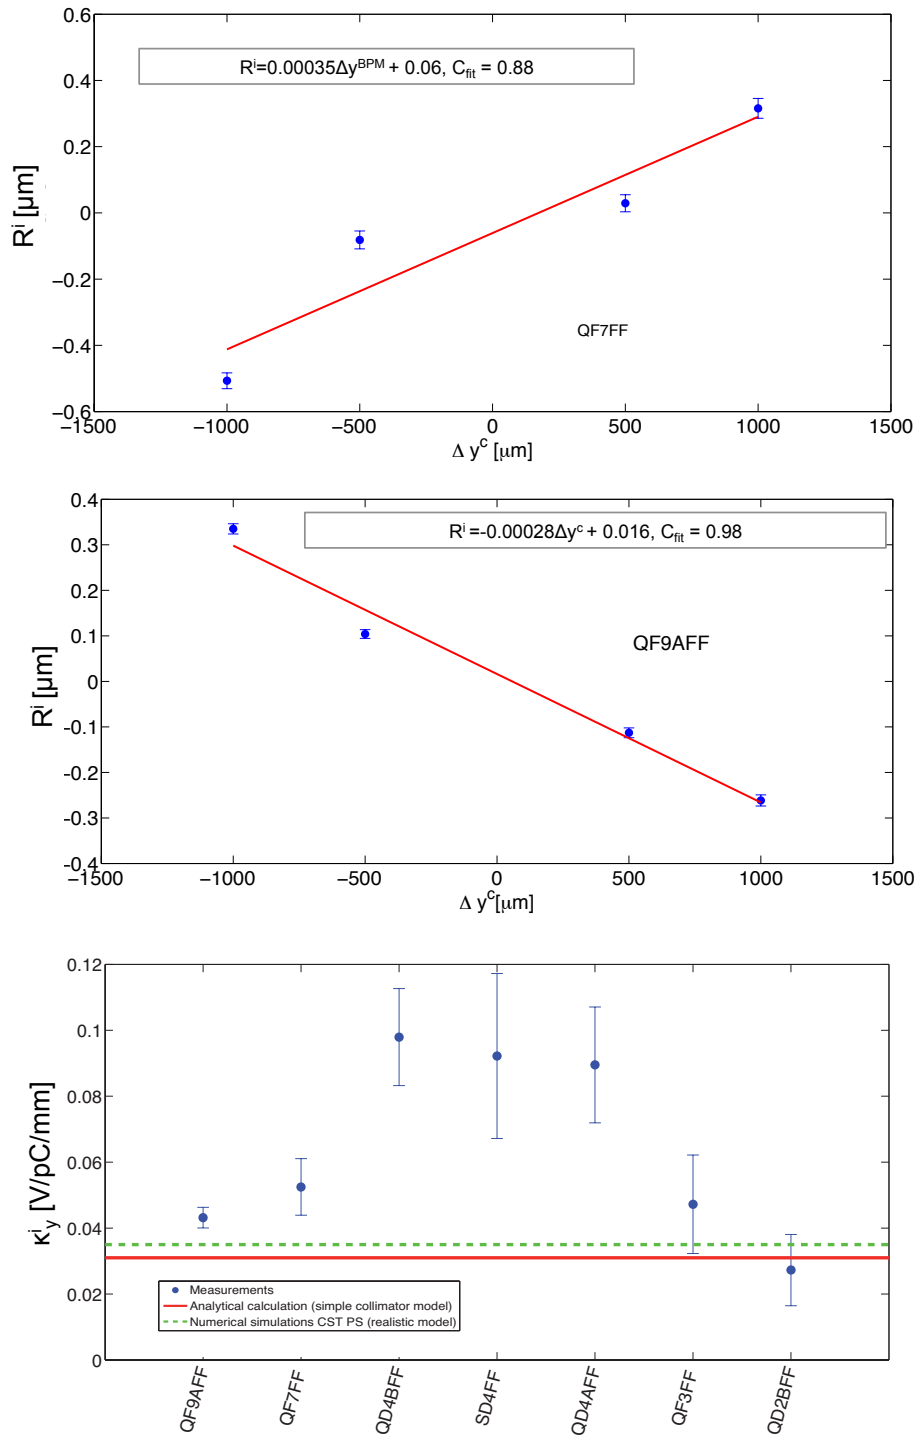 0.6
R^i=0.00035Δy^BPM + 0.06, C_fit = 0.88
0.4
0.2
0
−0.2
−0.4
−0.6
R^i [μm]
QF7FF
−1500 −1000 −500 0 500 1000 1500
Δ y^c [μm]
0.4
R^i=-0.00028Δy^c + 0.016, C_fit = 0.98
0.3
0.2
0.1
0
-0.1
-0.2
-0.3
-0.4
R^i [μm]
QF9AFF
−1500 −1000 −500 0 500 1000 1500
Δ y^c[μm]
0.12
0.1
0.08
0.06
0.04
0.02
0
κ^i_y [V/pC/mm]
Measurements
Analytical calculation (simple collimator model)
Numerical simulations CST PS (realistic model)
QF9AFF QF7FF QD4BFF SD4FF QD4AFF QF3FF QD2BFF